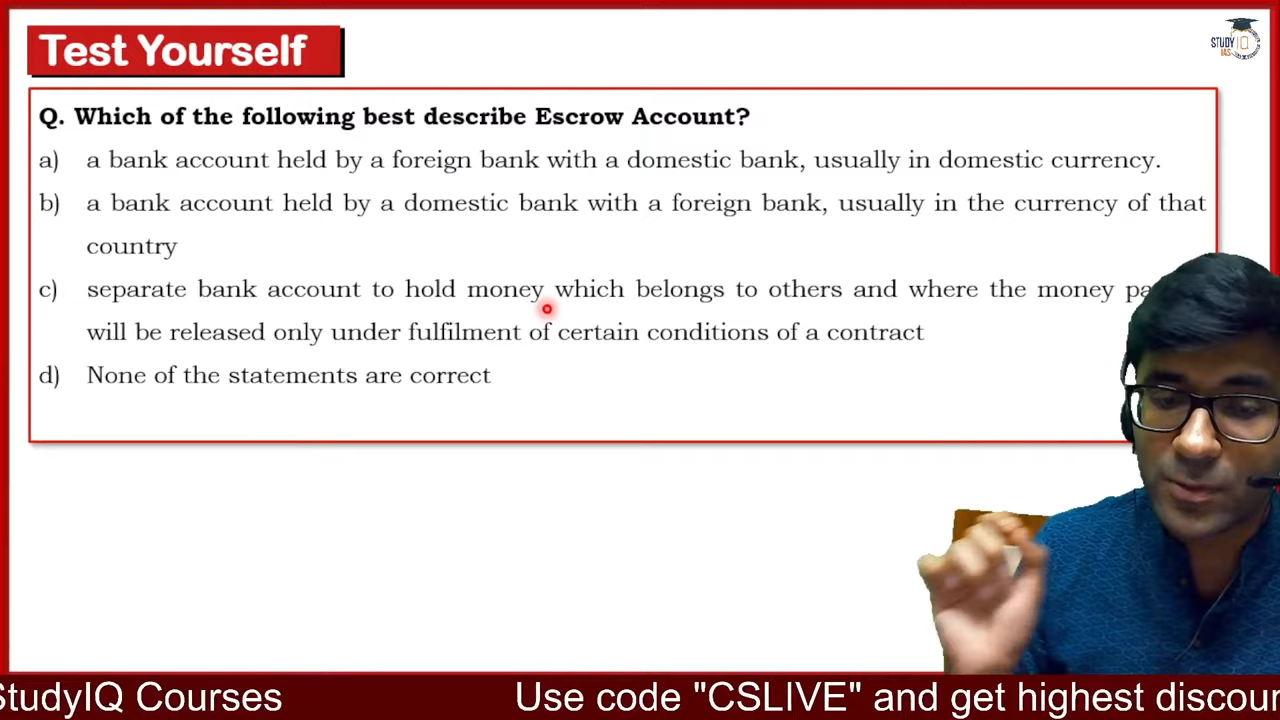 Test Yourself
STUDY IQ
IAS
Q. Which of the following best describe Escrow Account?
a) a bank account held by a foreign bank with a domestic bank, usually in domestic currency.
b) a bank account held by a domestic bank with a foreign bank, usually in the currency of that
country
c) separate bank account to hold money which belongs to others and where the money
will be released only under fulfilment of certain conditions of a contract
d) None of the statements are correct
StudyIQ Courses
Use code "CSLIVE" and get highest